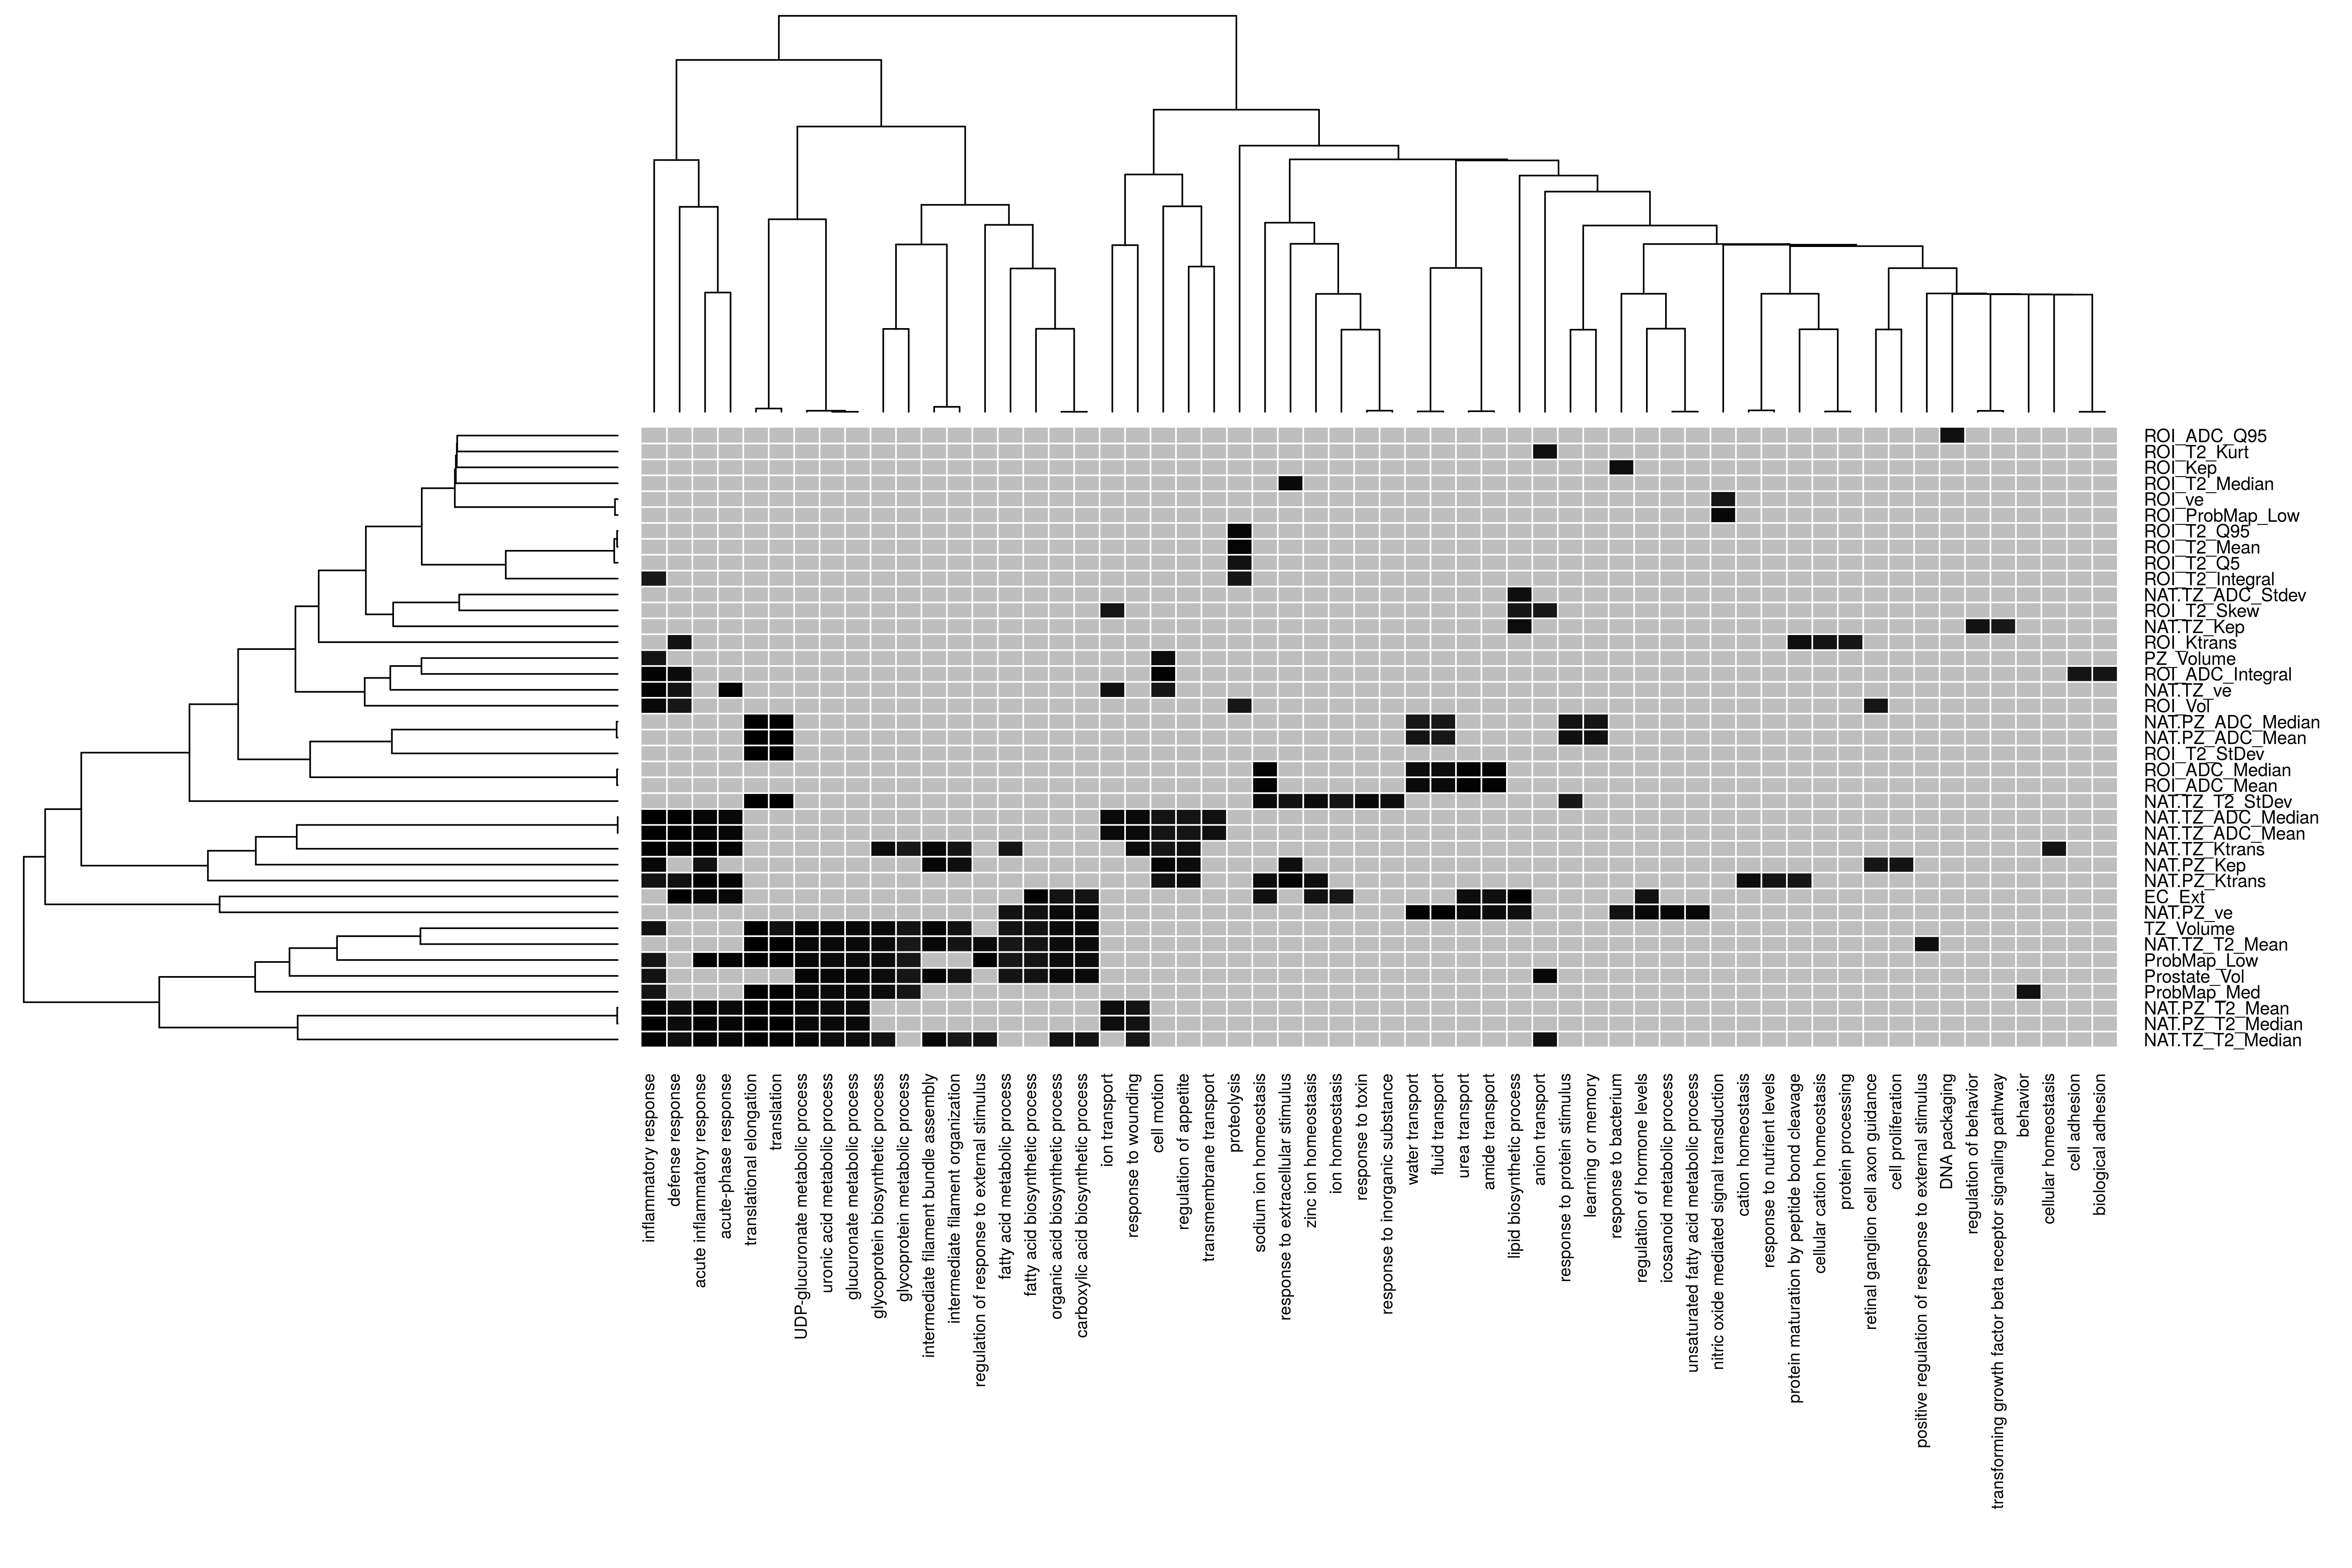 ROI_ADC_Q95
ROI_T2_Kurt
ROI_Kep
ROI_T2_Median
ROI_ve
ROI_ProbMap_Low
ROI_T2_Q95
ROI_T2_Mean
ROI_T2_Q5
ROI_T2_Integral
NAT.TZ_ADC_Stdev
ROI_T2_Skew
NAT.TZ_Kep
ROI_Ktrans
PZ_Volume
ROI_ADC_Integral
NAT.TZ_ve
ROI_Vol
NAT.PZ_ADC_Median
NAT.PZ_ADC_Mean
ROI_T2_StDev
ROI_ADC_Median
ROI_ADC_Mean
NAT.TZ_T2_StDev
NAT.TZ_ADC_Median
NAT.TZ_ADC_Mean
NAT.TZ_Ktrans
NAT.PZ_Kep
NAT.PZ_Ktrans
EC_Ext
NAT.PZ_ve
TZ_Volume
NAT.TZ_T2_Mean
ProbMap_Low
Prostate_Vol
ProbMap_Med
NAT.PZ_T2_Mean
NAT.PZ_T2_Median
NAT.TZ_T2_Median
inflammatory response
defense response
acute inflammatory response
acute-phase response
translational elongation
translation
UDP-glucuronate metabolic process
uronic acid metabolic process
glucuronate metabolic process
glycoprotein biosynthetic process
glycoprotein metabolic process
intermediate filament bundle assembly
intermediate filament organization
regulation of response to external stimulus
fatty acid metabolic process
fatty acid biosynthetic process
organic acid biosynthetic process
carboxylic acid biosynthetic process
ion transport
response to wounding
cell motion
regulation of appetite
transmembrane transport
proteolysis
sodium ion homeostasis
response to extracellular stimulus
zinc ion homeostasis
ion homeostasis
response to toxin
response to inorganic substance
water transport
fluid transport
urea transport
amide transport
lipid biosynthetic process
anion transport
response to protein stimulus
learning or memory
response to bacterium
regulation of hormone levels
icosanoid metabolic process
unsaturated fatty acid metabolic process
nitric oxide mediated signal transduction
cation homeostasis
response to nutrient levels
protein maturation by peptide bond cleavage
cellular cation homeostasis
protein processing
retinal ganglion cell axon guidance
cell proliferation
positive regulation of response to external stimulus
DNA packaging
regulation of behavior
transforming growth factor beta receptor signaling pathway
behavior
cellular homeostasis
cell adhesion
biological adhesion